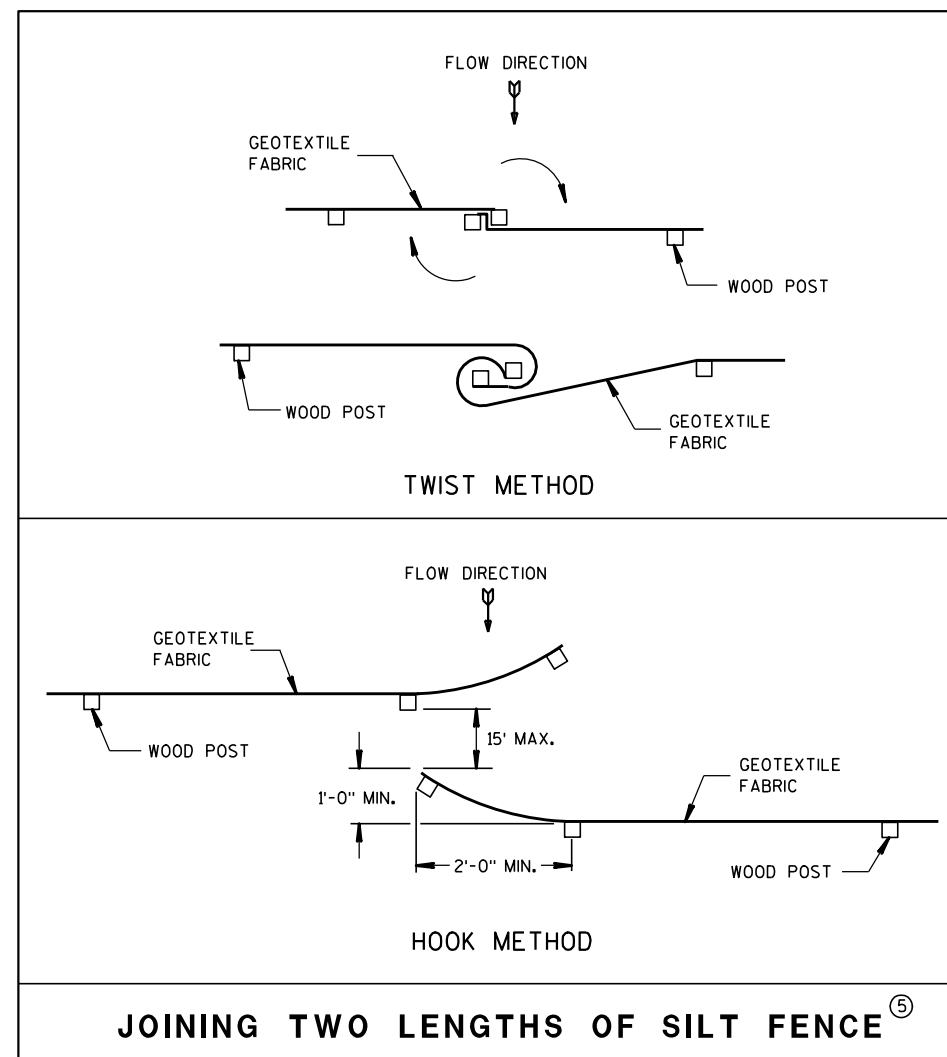 FLOW DIRECTION
GEOTEXTILE
FABRIC
WOOD POST
WOOD POST
GEOTEXTILE
FABRIC
TWIST METHOD
FLOW DIRECTION
GEOTEXTILE
FABRIC
WOOD POST
15' MAX.
1'-0" MIN.
GEOTEXTILE
FABRIC
2'-0" MIN.
WOOD POST
HOOK METHOD
JOINING TWO LENGTHS OF SILT FENCE ⑤